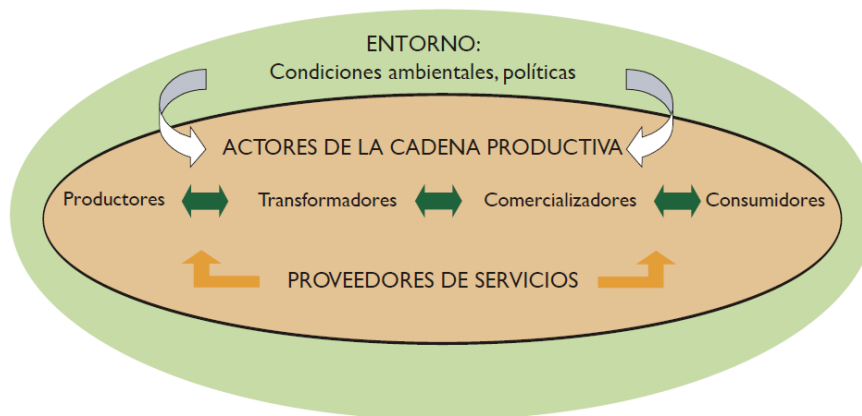 ENTORNO:
Condiciones ambientales, políticas
ACTORES DE LA CADENA PRODUCTIVA
Productores Transformadores Comercializadores Consumidores
PROVEEDORES DE SERVICIOS